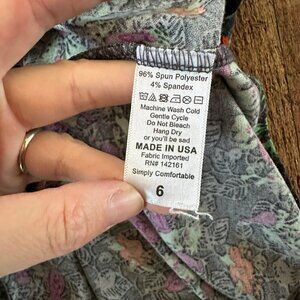 96% Spun Polyester
4% Spandex
Machine Wash Cold
Gentle Cycle
Do Not Bleach
Hang Dry
or you'll be sad
MADE IN USA
Fabric Imported
RN# 142161
Simply Comfortable
6